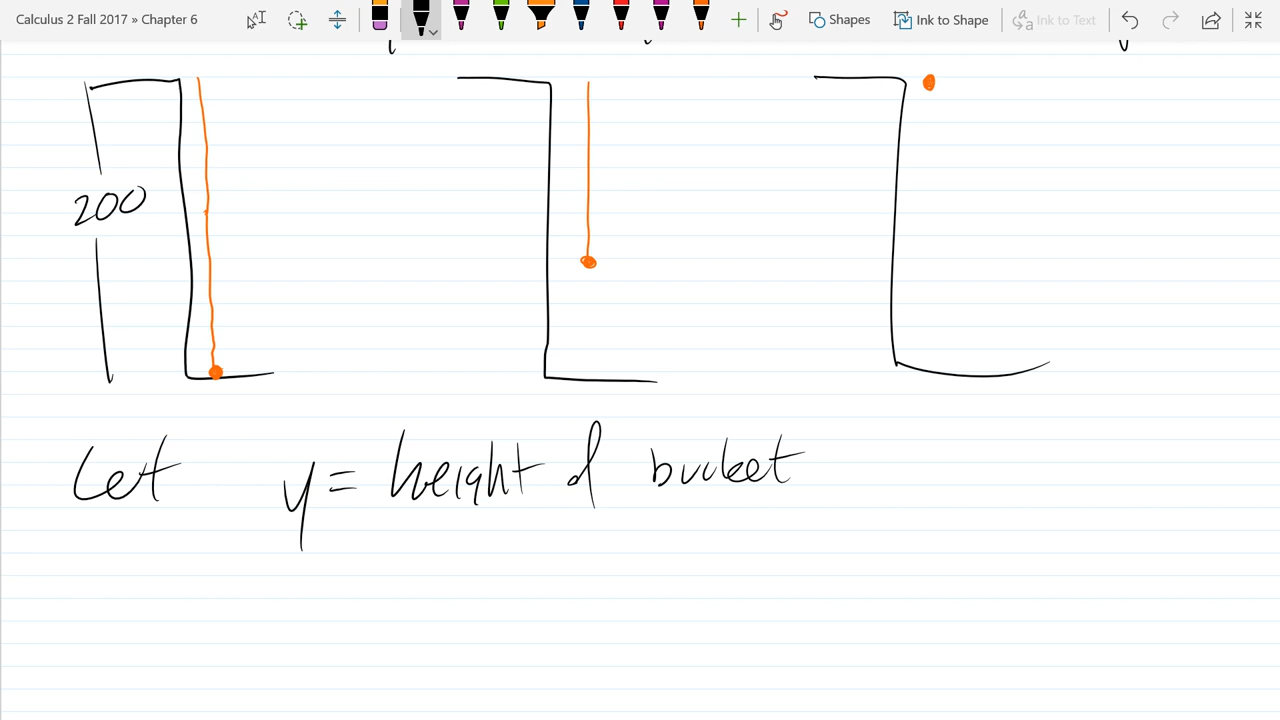 Calculus 2 Fall 2017 » Chapter 6
Shapes
Ink to Shape
Ink to Text
200
Let y = height of bucket